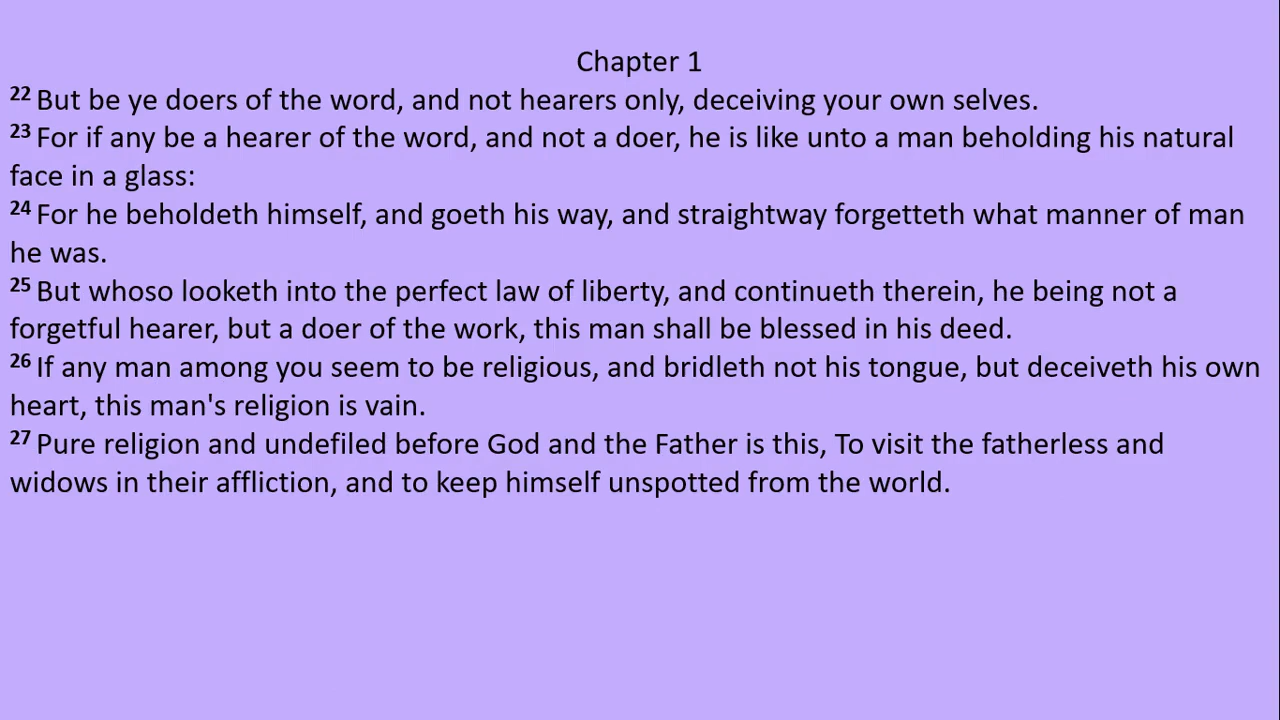 Chapter 1
22 But be ye doers of the word, and not hearers only, deceiving your own selves.
23 For if any be a hearer of the word, and not a doer, he is like unto a man beholding his natural
face in a glass:
24 For he beholdeth himself, and goeth his way, and straightway forgetteth what manner of man
he was.
25 But whoso looketh into the perfect law of liberty, and continueth therein, he being not a
forgetful hearer, but a doer of the work, this man shall be blessed in his deed.
26 If any man among you seem to be religious, and bridleth not his tongue, but deceiveth his own
heart, this man's religion is vain.
27 Pure religion and undefiled before God and the Father is this, To visit the fatherless and
widows in their affliction, and to keep himself unspotted from the world.